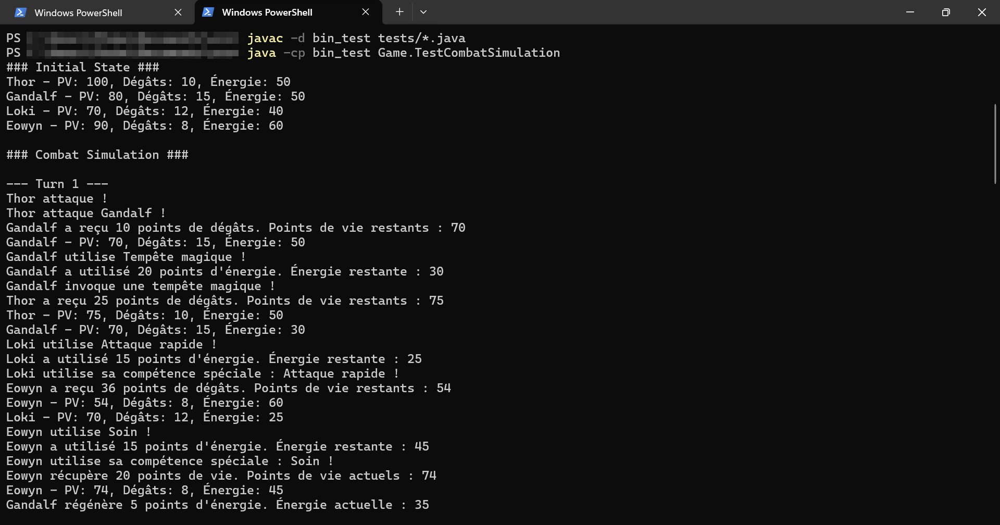 Windows PowerShell
Windows PowerShell
PS javac -d bin_test tests/*.java
PS java -cp bin_test Game.TestCombatSimulation
### Initial State ###
Thor - PV: 100, Dégâts: 10, Énergie: 50
Gandalf - PV: 80, Dégâts: 15, Énergie: 50
Loki - PV: 70, Dégâts: 12, Énergie: 40
Eowyn - PV: 90, Dégâts: 8, Énergie: 60
### Combat Simulation ###
--- Turn 1 ---
Thor attaque !
Thor attaque Gandalf !
Gandalf a reçu 10 points de dégâts. Points de vie restants : 70
Gandalf - PV: 70, Dégâts: 15, Énergie: 50
Gandalf utilise Tempête magique !
Gandalf a utilisé 20 points d'énergie. Énergie restante : 30
Gandalf invoque une tempête magique !
Thor a reçu 25 points de dégâts. Points de vie restants : 75
Thor - PV: 75, Dégâts: 10, Énergie: 50
Gandalf - PV: 70, Dégâts: 15, Énergie: 30
Loki utilise Attaque rapide !
Loki a utilisé 15 points d'énergie. Énergie restante : 25
Loki utilise sa compétence spéciale : Attaque rapide !
Eowyn a reçu 36 points de dégâts. Points de vie restants : 54
Eowyn - PV: 54, Dégâts: 8, Énergie: 60
Loki - PV: 70, Dégâts: 12, Énergie: 25
Eowyn utilise Soin !
Eowyn a utilisé 15 points d'énergie. Énergie restante : 45
Eowyn utilise sa compétence spéciale : Soin !
Eowyn récupère 20 points de vie. Points de vie actuels : 74
Eowyn - PV: 74, Dégâts: 8, Énergie: 45
Gandalf régénère 5 points d'énergie. Énergie actuelle : 35